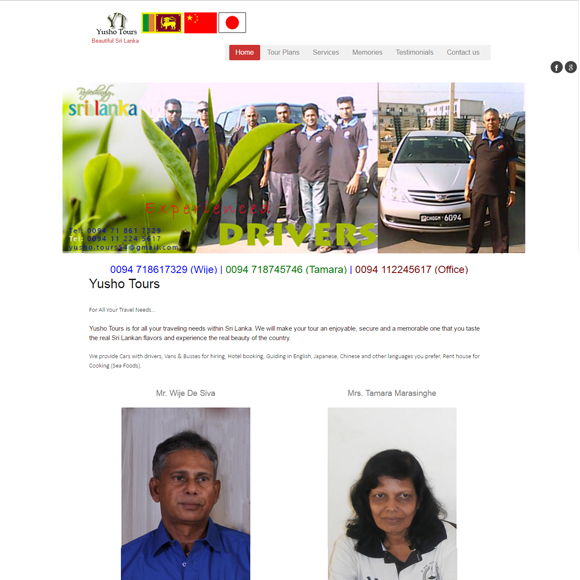 Yusho Tours
Beautiful Sri Lanka
Home Tour Plans Services Memories Testimonials Contact us
Refreshingly
sri lanka
Experienced
DRIVERS
Tel: 0094 71 861 7329
Tel: 0094 11 224 5617
yusho.tours54@gmail.com
6094
0094 718617329 (Wije) | 0094 718745746 (Tamara) | 0094 112245617 (Office)
Yusho Tours
For All Your Travel Needs...
Yusho Tours is for all your traveling needs within Sri Lanka. We will make your tour an enjoyable, secure and a memorable one that you taste
the real Sri Lankan flavors and experience the real beauty of the country.
We provide Cars with drivers, Vans & Busses for hiring, Hotel booking, Guiding in English, Japanese, Chinese and other languages you prefer, Rent house for
Cooking (Sea Foods).
Mr. Wije De Siva
Mrs. Tamara Marasinghe